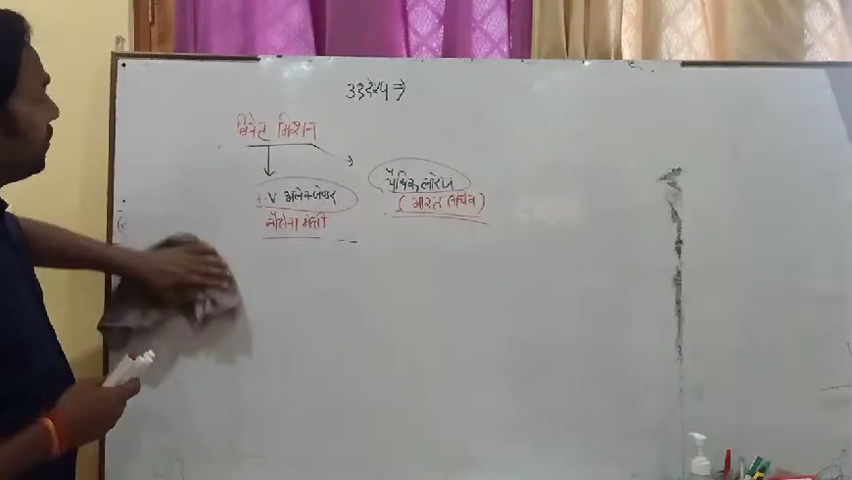 उद्देश्य ⇒
मिशन
पैथिक लॉरेंस
V अलेक्जेण्डर
(भारत सचिव)
नौसेना मंत्री